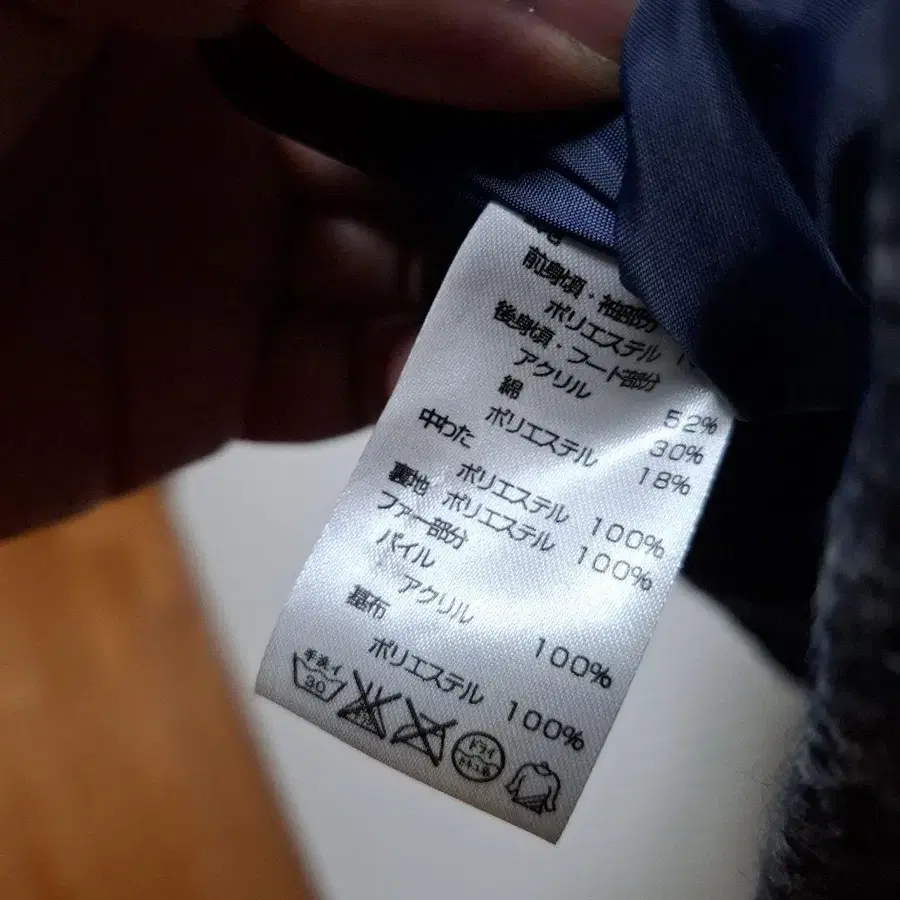 前身頃・袖部分
ポリエステル
後身頃・フード部分
アクリル 52%
綿 30%
ポリエステル 18%
中わた
ポリエステル 100%
裏地 ポリエステル 100%
ファー部分
パイル
アクリル 100%
基布
ポリエステル 100%
手洗イ
30
ドライ